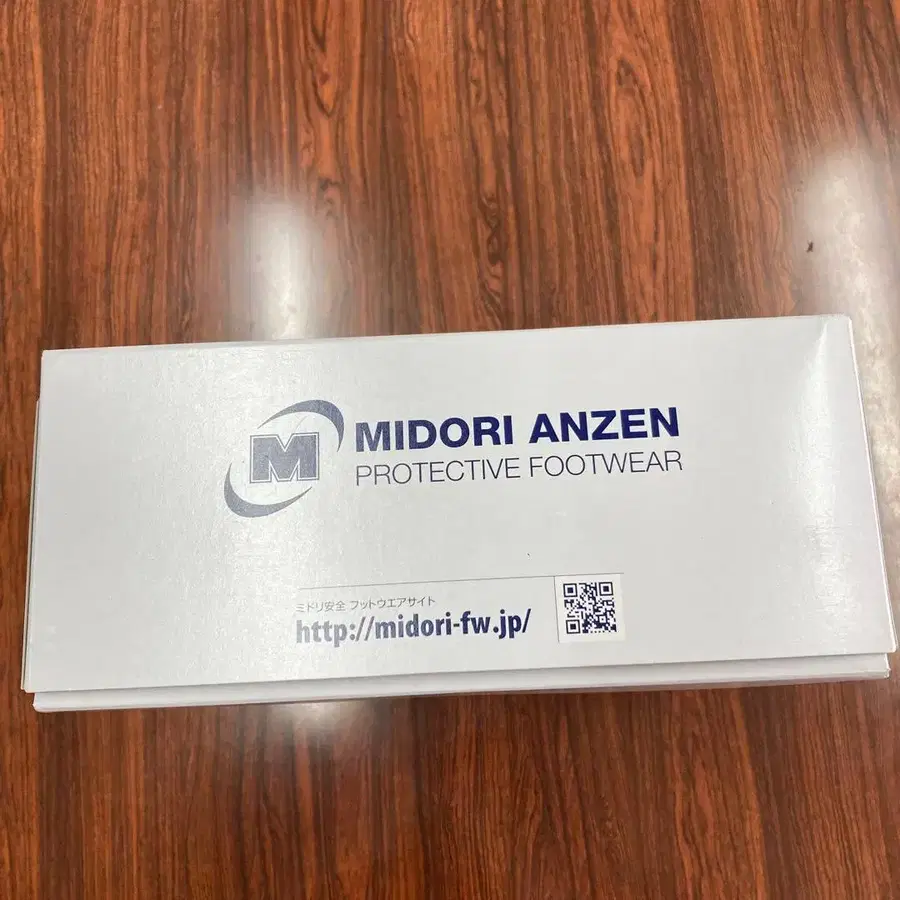 M
MIDORI ANZEN
PROTECTIVE FOOTWEAR
ミドリ安全 フットウエアサイト
http://midori-fw.jp/